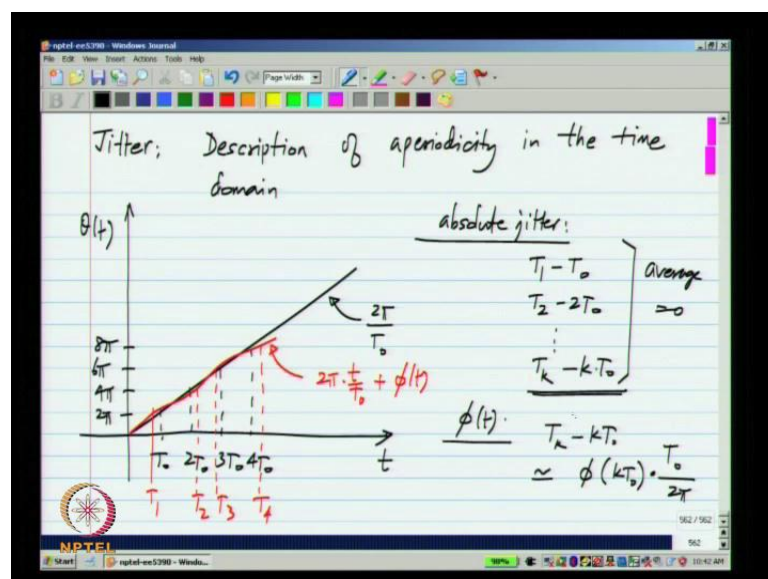 nptel-ee5390 - Windows Journal
File Edit View Insert Actions Tools Help
Page Width
B I
Jitter: Description of aperiodicity in the time
domain
θ(t)
absolute jitter:
T₁ - T₀
T₂ - 2T₀
⋮
T_k - k·T₀
average
=0
2π/T₀
8π
6π
4π
2π
2π·t/T₀ + φ(t)
T₀ 2T₀ 3T₀ 4T₀ t
T₁ T₂ T₃ T₄
φ(t).
T_k - kT₀
≃ φ(kT₀)·T₀/2π
562 / 562
562
NPTEL
Start
nptel-ee5390 - Windo...
98%
10:42 AM